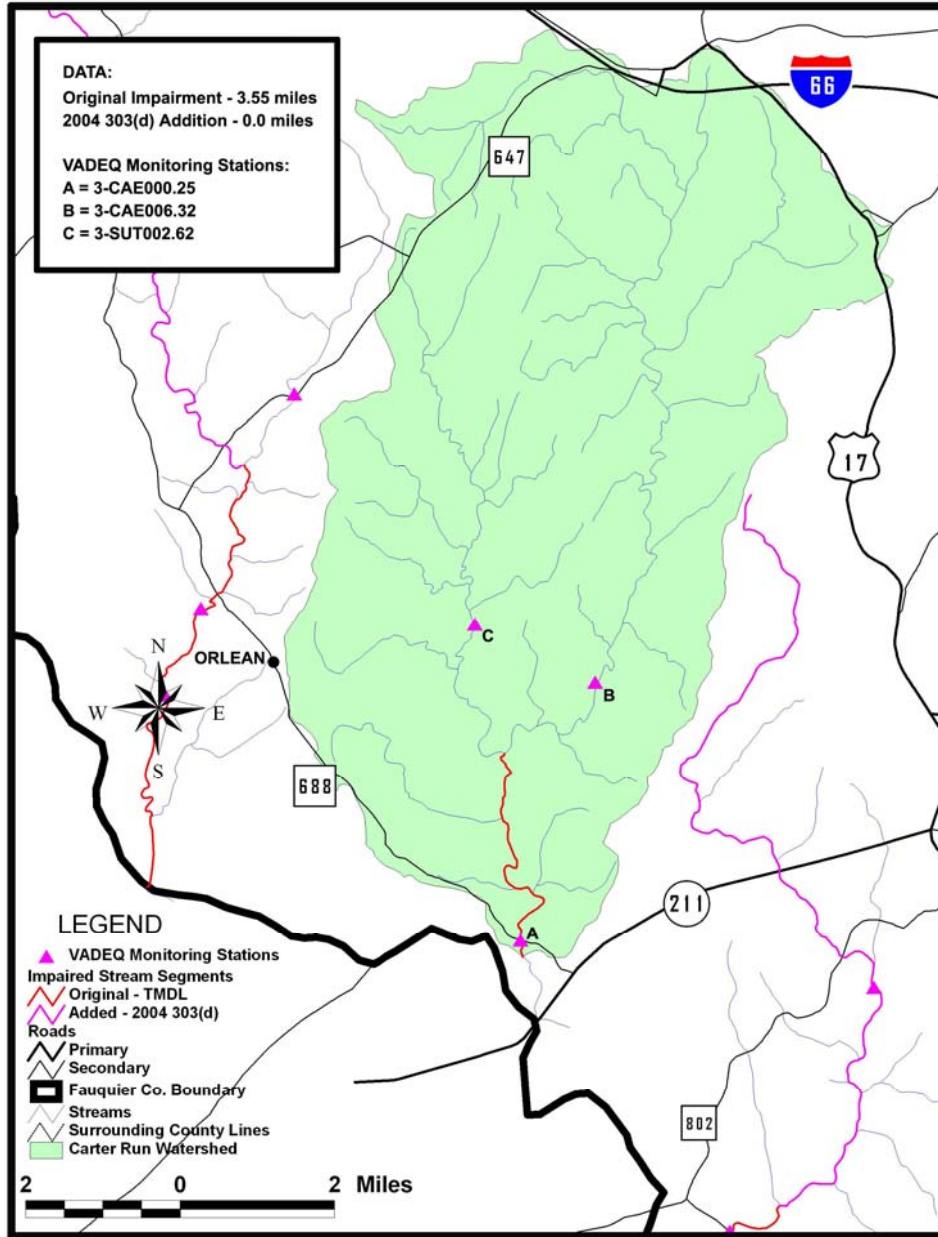 DATA:
Original Impairment - 3.55 miles
2004 303(d) Addition - 0.0 miles
VADEQ Monitoring Stations:
A = 3-CAE000.25
B = 3-CAE006.32
C = 3-SUT002.62
66
647
17
C
B
ORLEAN
N
W
E
S
688
211
A
802
LEGEND
VADEQ Monitoring Stations
Impaired Stream Segments
Original - TMDL
Added - 2004 303(d)
Roads
Primary
Secondary
Fauquier Co. Boundary
Streams
Surrounding County Lines
Carter Run Watershed
2 0 2 Miles